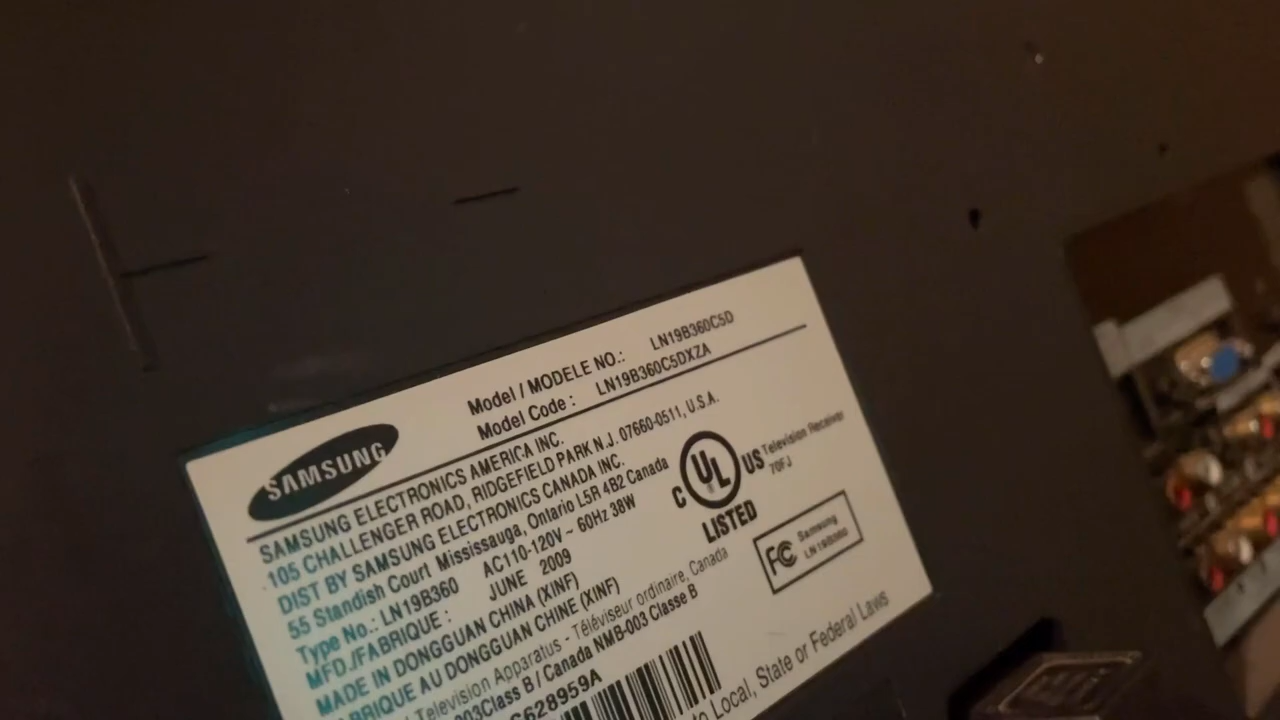 Model / MODELE NO.: LN19B360C5D
Model Code : LN19B360C5DXZA
SAMSUNG
SAMSUNG ELECTRONICS AMERICA INC.
105 CHALLENGER ROAD, RIDGEFIELD PARK N.J. 07660-0511, U.S.A.
DIST BY SAMSUNG ELECTRONICS CANADA INC.
55 Standish Court Mississauga, Ontario L5R 4B2 Canada
Type No.: LN19B360 AC110-120V ~ 60Hz 38W
MFD./FABRIQUE : JUNE 2009
MADE IN DONGGUAN CHINA (XINF)
ABRIQUE AU DONGGUAN CHINE (XINF)
Television Apparatus - Téléviseur ordinaire, Canada
003Class B / Canada NMB-003 Classe B
628959A
to Local, State or Federal Laws
C UL US
LISTED
Television Receiver
70FJ
FC Samsung
LN19B360